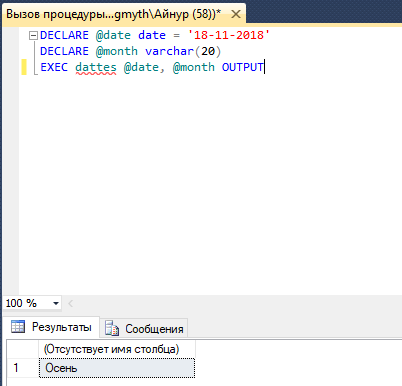 Вызов процедуры...gmyth\Айнур (58))*
DECLARE @date date = '18-11-2018'
DECLARE @month varchar(20)
EXEC dattes @date, @month OUTPUT
100 %
Результаты Сообщения
(Отсутствует имя столбца)
1 Осень